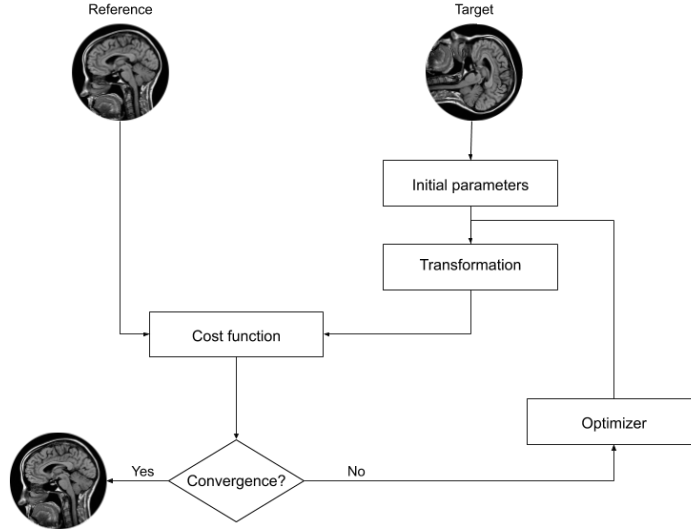 Reference
Target
Initial parameters
Transformation
Cost function
Optimizer
Yes
Convergence?
No